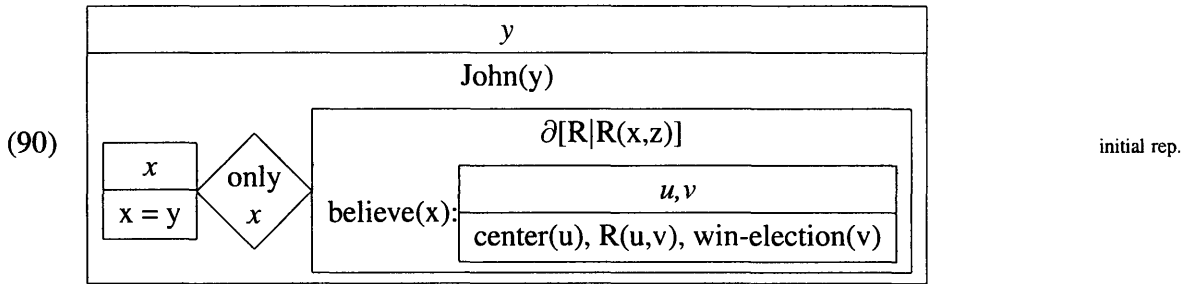 y
John(y)
(90)
∂[R|R(x,z)]
initial rep.
x
only
u,v
x = y
x
believe(x):
center(u), R(u,v), win-election(v)